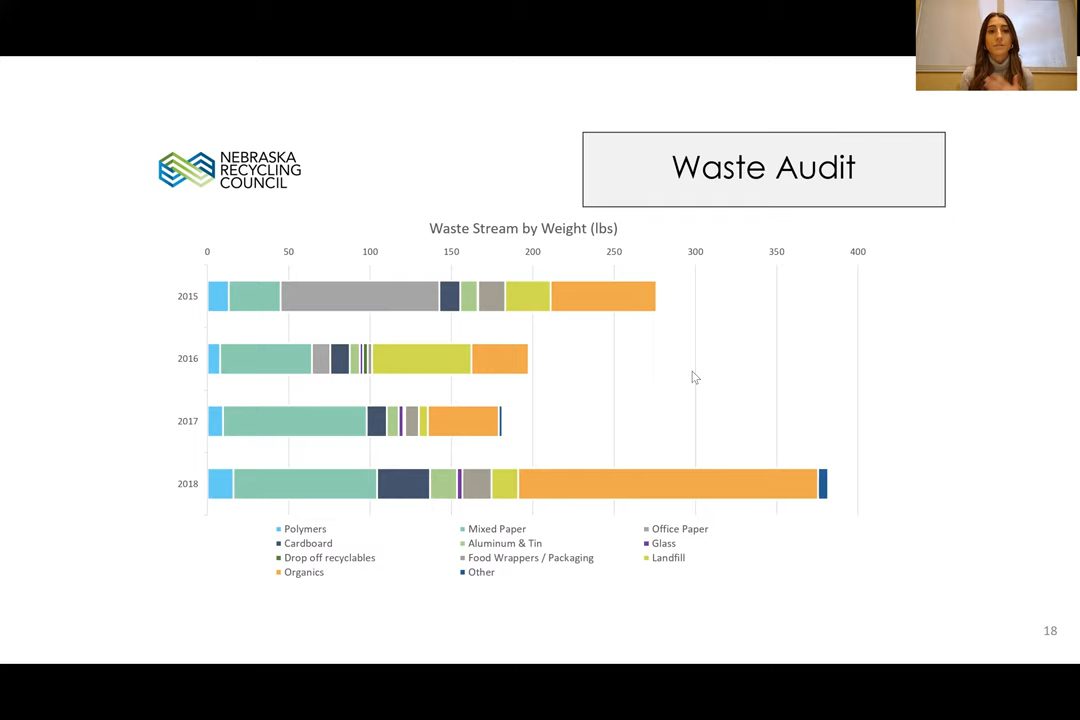 NEBRASKA
RECYCLING
COUNCIL
Waste Audit
Waste Stream by Weight (lbs)
0 50 100 150 200 250 300 350 400
2015
2016
2017
2018
Polymers Mixed Paper Office Paper
Cardboard Aluminum & Tin Glass
Drop off recyclables Food Wrappers / Packaging Landfill
Organics Other
18